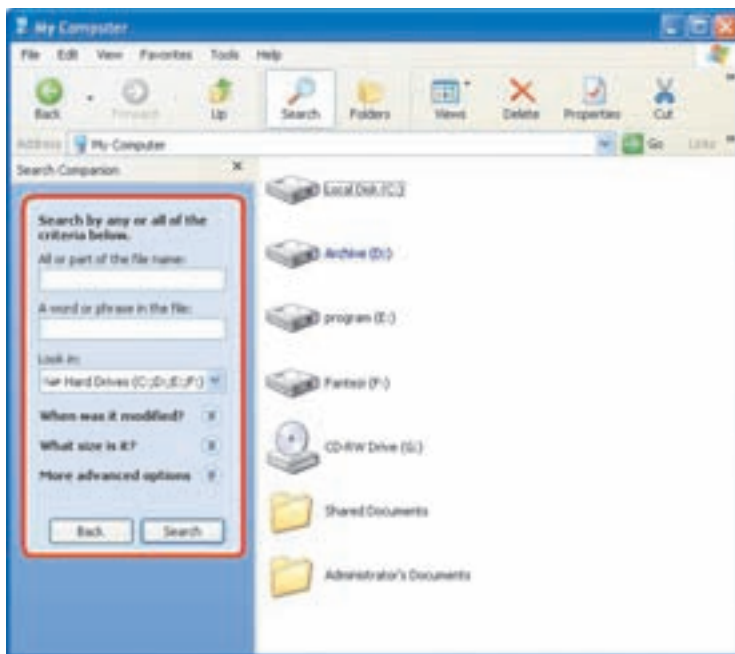 My Computer
File Edit View Favorites Tools Help
Back Forward Up Search Folders Views Delete Properties Cut
Address My Computer Go Links
Search Companion
Search by any or all of the
criteria below.
All or part of the file name:
A word or phrase in the file:
Look in:
Hard Drives (C:;D:;E:;F:)
When was it modified?
What size is it?
More advanced options
Back Search
Local Disk (C:)
Archive (D:)
program (E:)
(F:)
CD-RW Drive (G:)
Shared Documents
Administrator's Documents